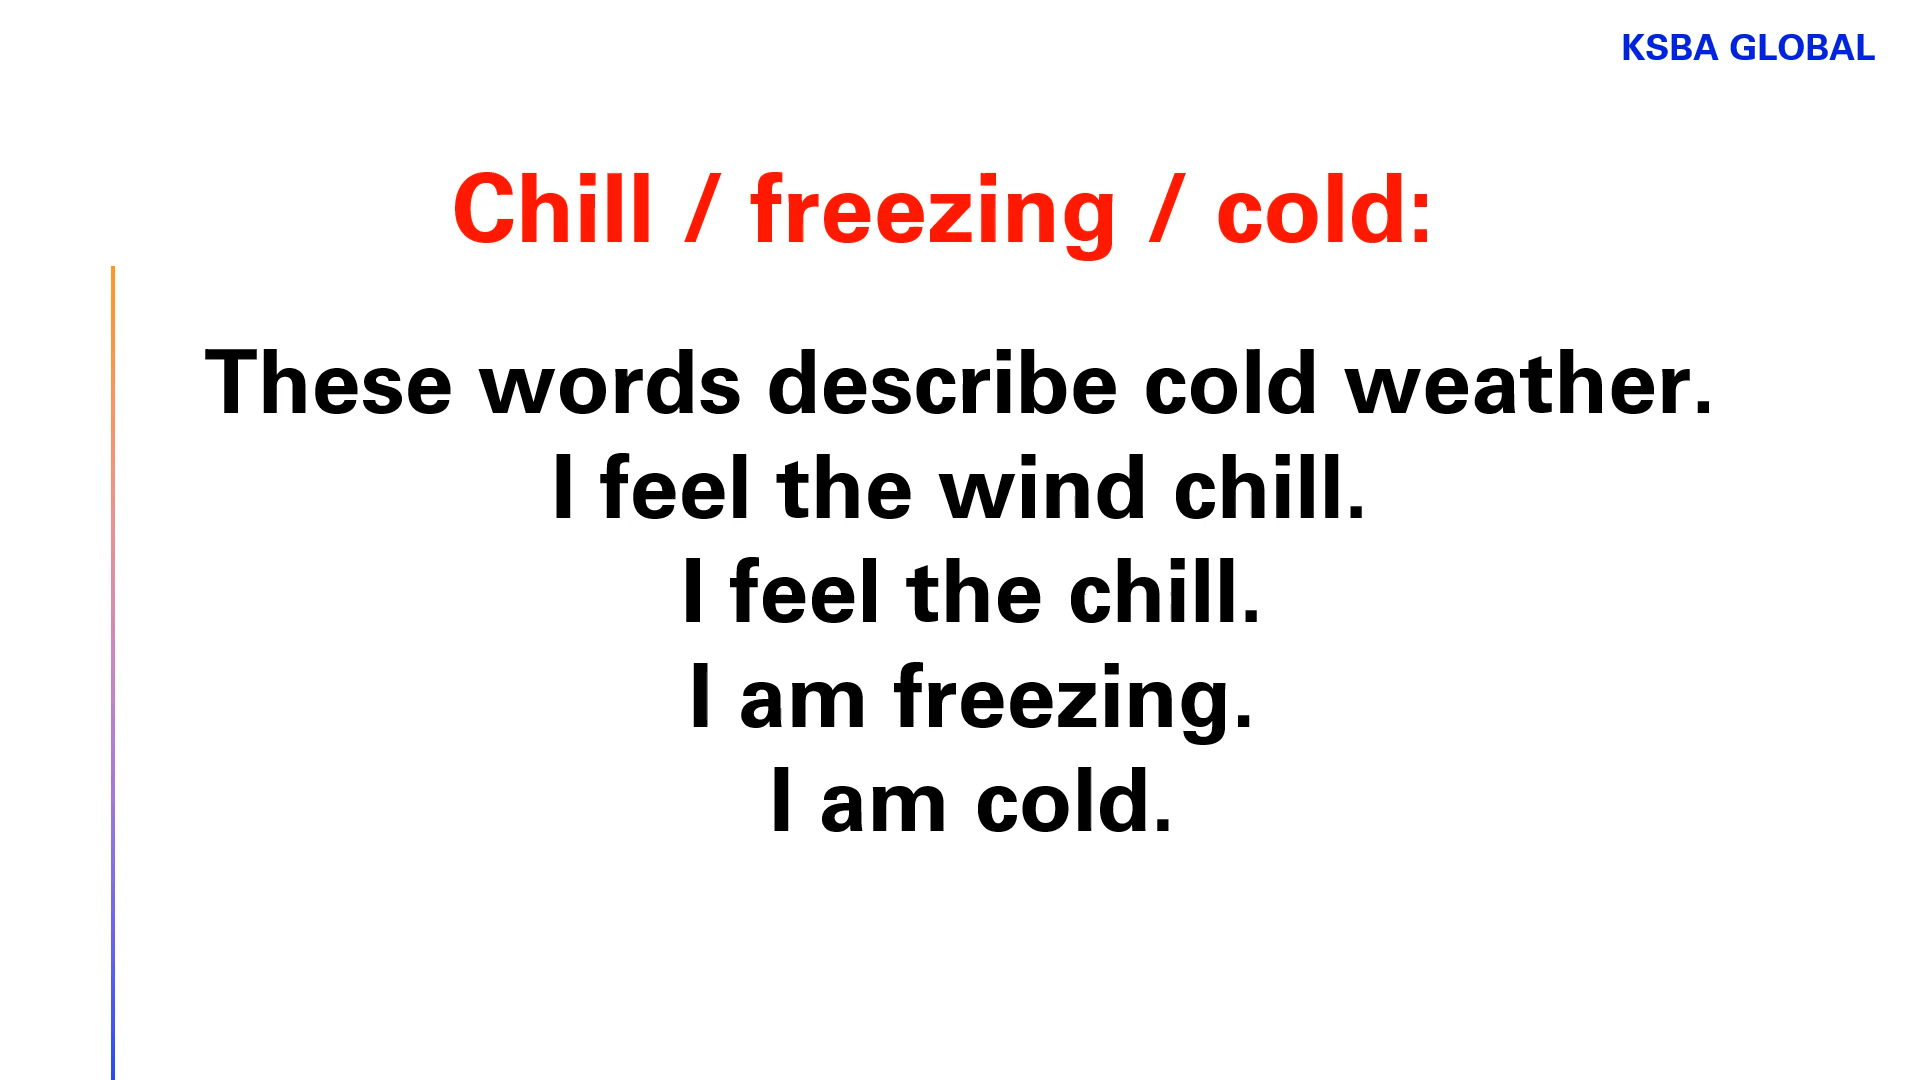 KSBA GLOBAL
Chill / freezing / cold:
These words describe cold weather.
I feel the wind chill.
I feel the chill.
I am freezing.
I am cold.